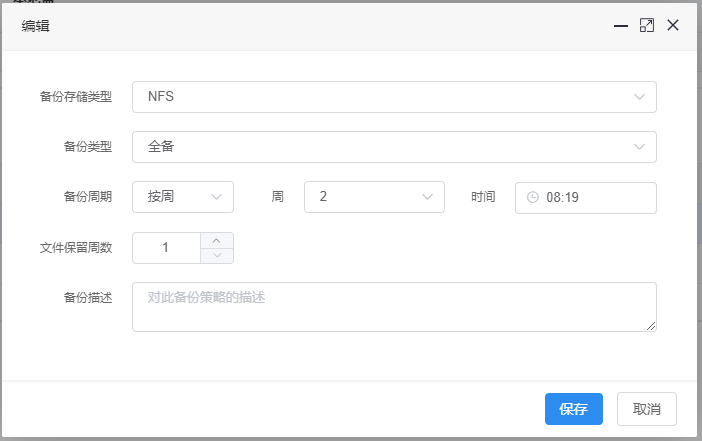 编辑
备份存储类型 NFS
备份类型 全备
备份周期 按周 周 2 时间 08:19
文件保留周数 1
备份描述 对此备份策略的描述
保存 取消